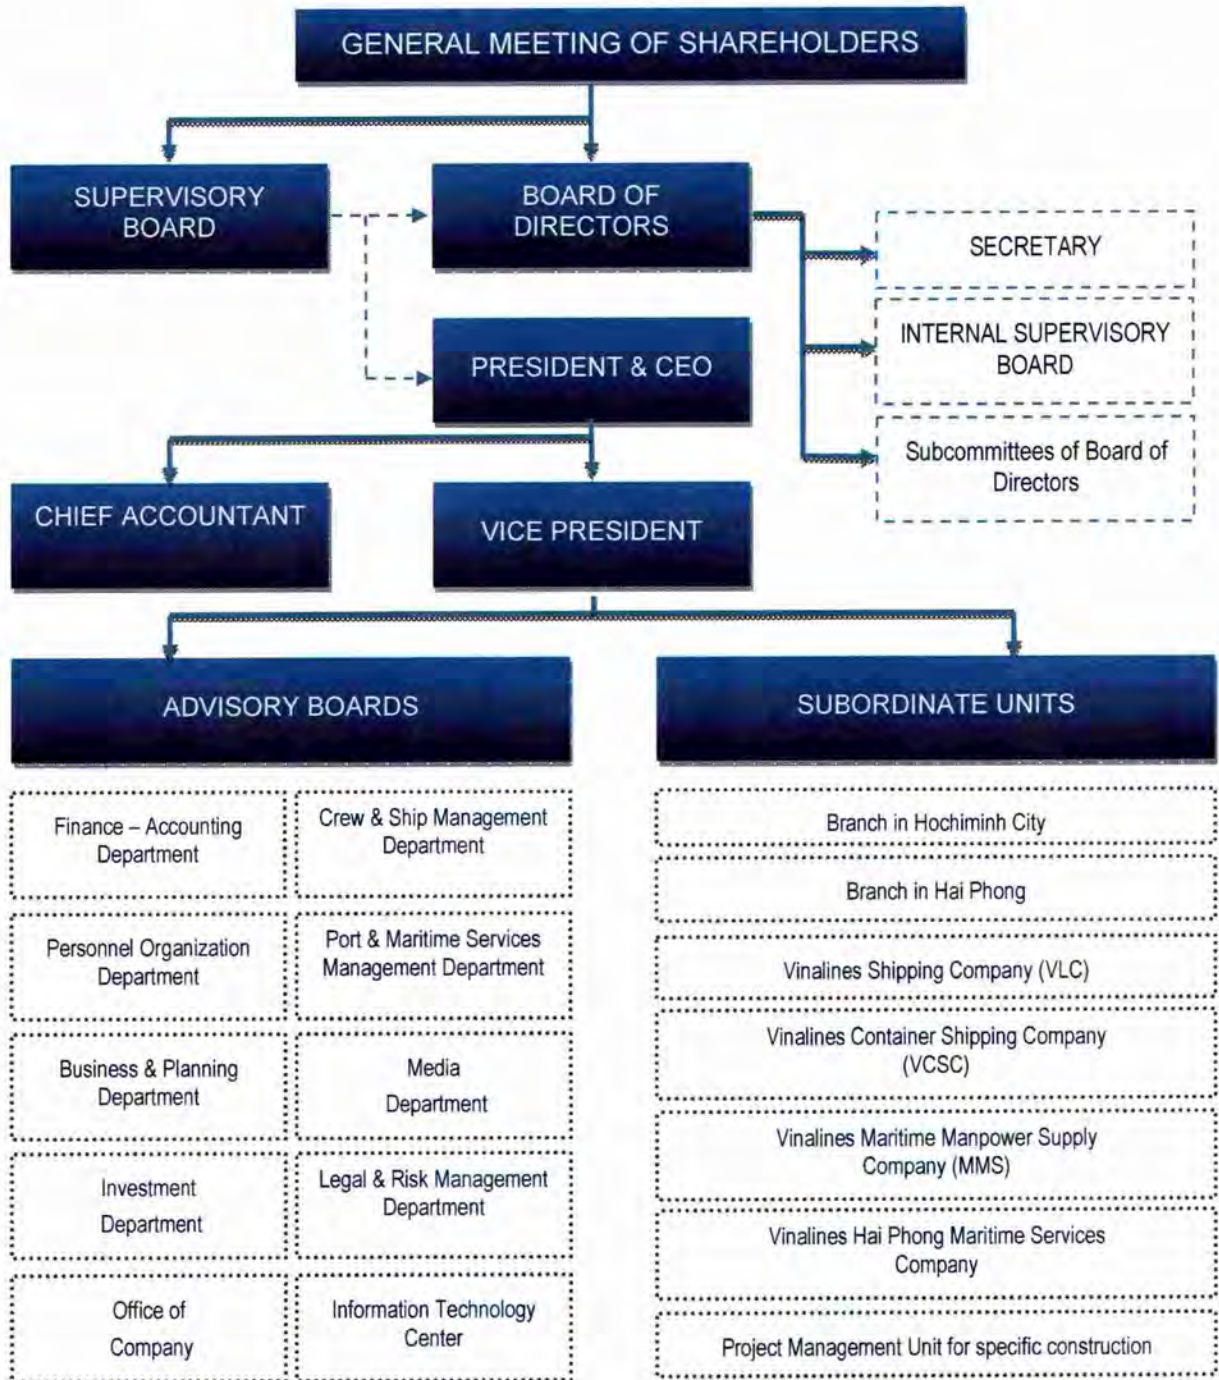 GENERAL MEETING OF SHAREHOLDERS
SUPERVISORY
BOARD
BOARD OF
DIRECTORS
SECRETARY
INTERNAL SUPERVISORY
BOARD
PRESIDENT & CEO
Subcommittees of Board of
Directors
CHIEF ACCOUNTANT
VICE PRESIDENT
ADVISORY BOARDS
Finance – Accounting
Department
Crew & Ship Management
Department
Personnel Organization
Department
Port & Maritime Services
Management Department
Business & Planning
Department
Media
Department
Investment
Department
Legal & Risk Management
Department
Office of
Company
Information Technology
Center
SUBORDINATE UNITS
Branch in Hochiminh City
Branch in Hai Phong
Vinalines Shipping Company (VLC)
Vinalines Container Shipping Company
(VCSC)
Vinalines Maritime Manpower Supply
Company (MMS)
Vinalines Hai Phong Maritime Services
Company
Project Management Unit for specific construction